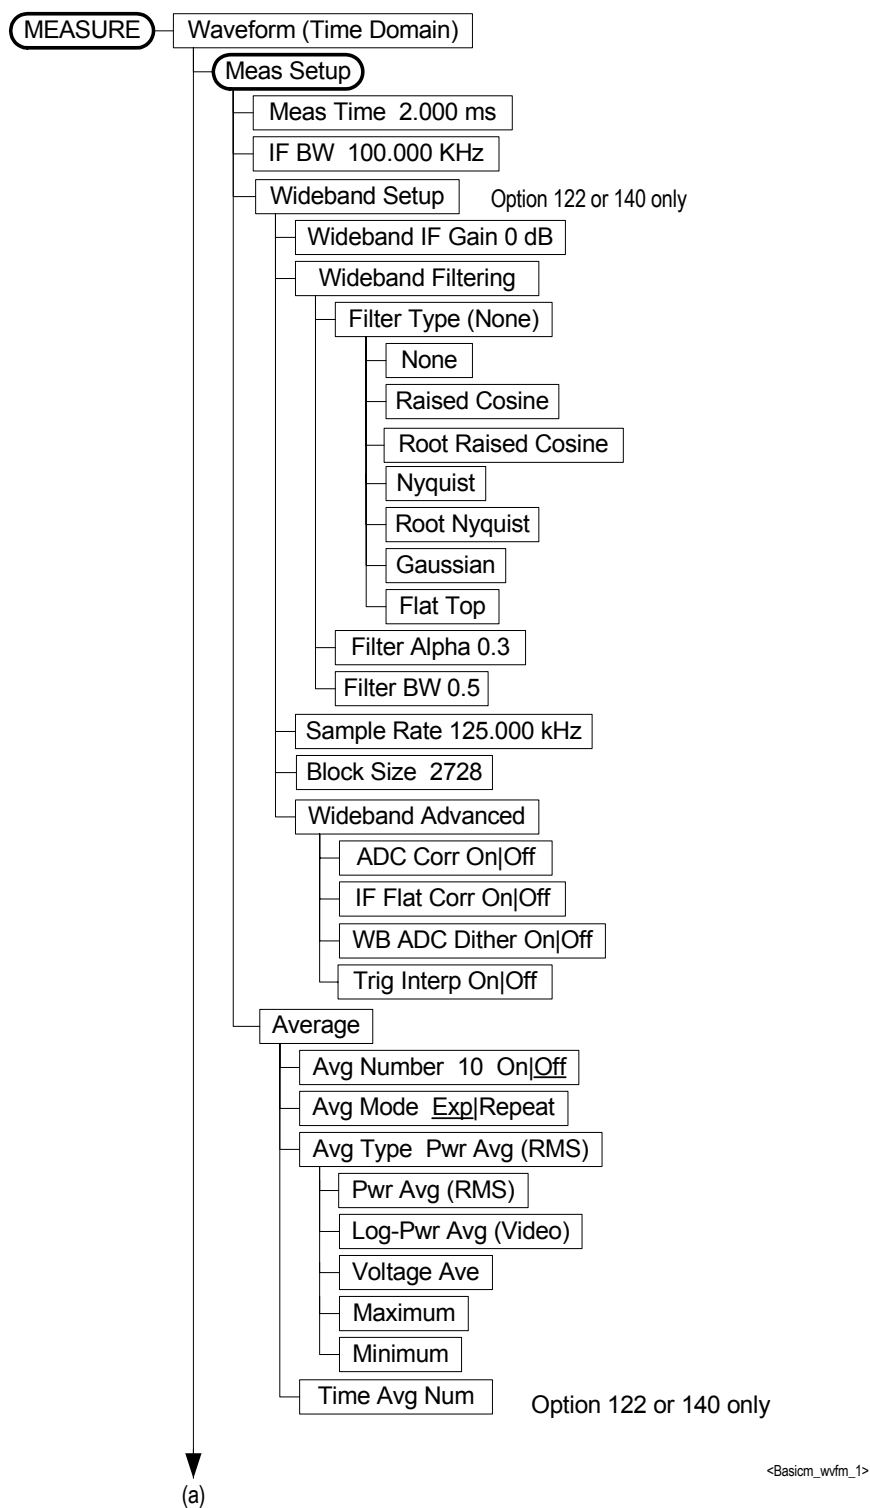 MEASURE Waveform (Time Domain)
Meas Setup
Meas Time 2.000 ms
IF BW 100.000 KHz
Wideband Setup Option 122 or 140 only
Wideband IF Gain 0 dB
Wideband Filtering
Filter Type (None)
None
Raised Cosine
Root Raised Cosine
Nyquist
Root Nyquist
Gaussian
Flat Top
Filter Alpha 0.3
Filter BW 0.5
Sample Rate 125.000 kHz
Block Size 2728
Wideband Advanced
ADC Corr On|Off
IF Flat Corr On|Off
WB ADC Dither On|Off
Trig Interp On|Off
Average
Avg Number 10 On|Off
Avg Mode Exp|Repeat
Avg Type Pwr Avg (RMS)
Pwr Avg (RMS)
Log-Pwr Avg (Video)
Voltage Ave
Maximum
Minimum
Time Avg Num Option 122 or 140 only
(a)
<Basicm_wvfm_1>